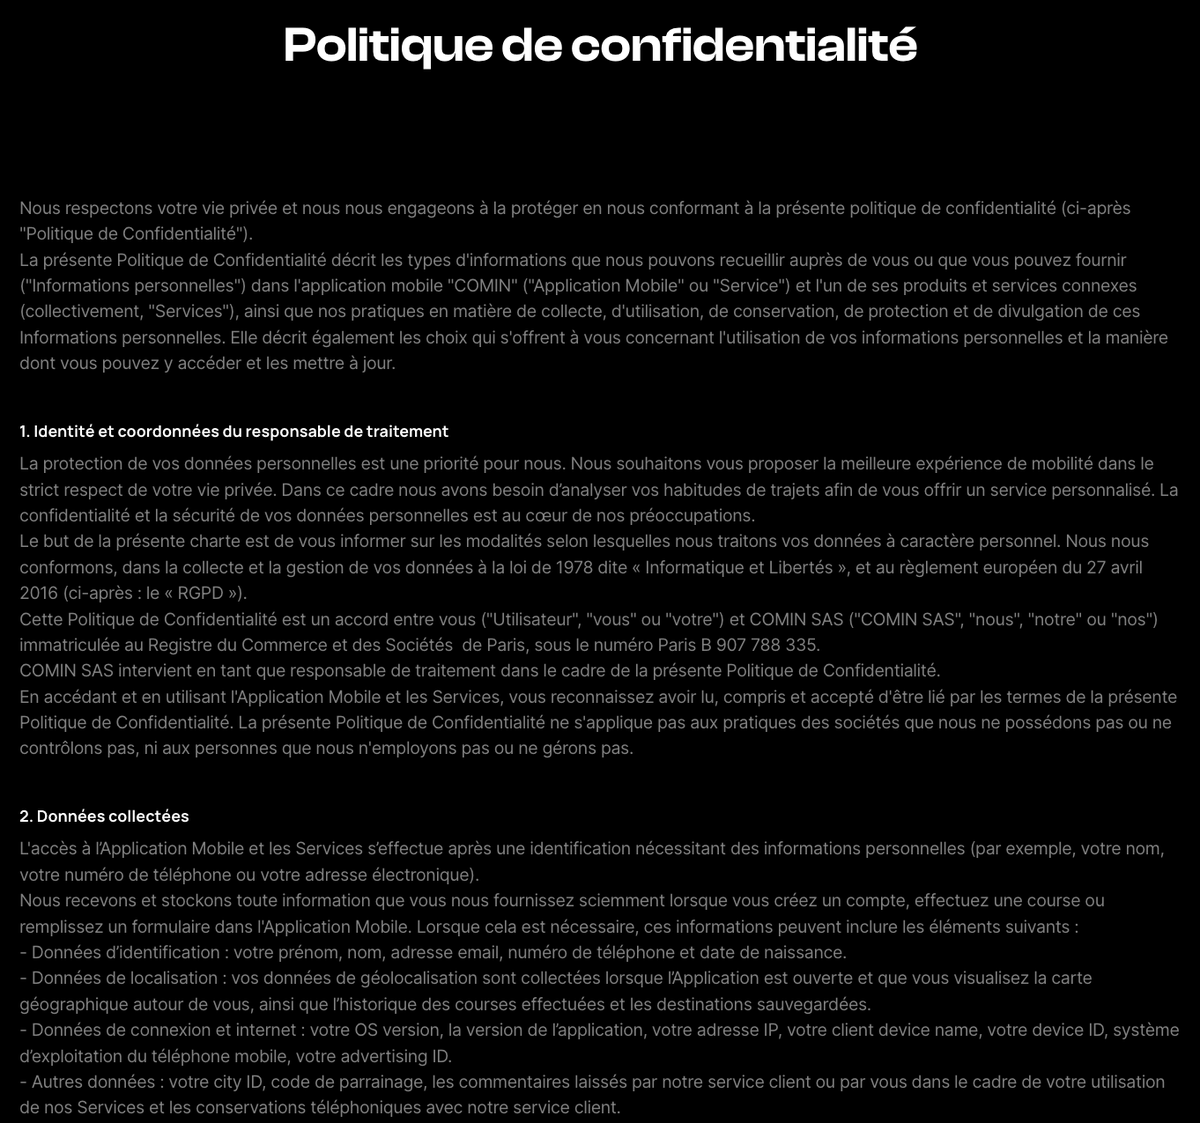 Politique de confidentialité
Nous respectons votre vie privée et nous nous engageons à la protéger en nous conformant à la présente politique de confidentialité (ci-après
"Politique de Confidentialité").
La présente Politique de Confidentialité décrit les types d'informations que nous pouvons recueillir auprès de vous ou que vous pouvez fournir
("Informations personnelles") dans l'application mobile "COMIN" ("Application Mobile" ou "Service") et l'un de ses produits et services connexes
(collectivement, "Services"), ainsi que nos pratiques en matière de collecte, d'utilisation, de conservation, de protection et de divulgation de ces
Informations personnelles. Elle décrit également les choix qui s'offrent à vous concernant l'utilisation de vos informations personnelles et la manière
dont vous pouvez y accéder et les mettre à jour.
1. Identité et coordonnées du responsable de traitement
La protection de vos données personnelles est une priorité pour nous. Nous souhaitons vous proposer la meilleure expérience de mobilité dans le
strict respect de votre vie privée. Dans ce cadre nous avons besoin d’analyser vos habitudes de trajets afin de vous offrir un service personnalisé. La
confidentialité et la sécurité de vos données personnelles est au cœur de nos préoccupations.
Le but de la présente charte est de vous informer sur les modalités selon lesquelles nous traitons vos données à caractère personnel. Nous nous
conformons, dans la collecte et la gestion de vos données à la loi de 1978 dite « Informatique et Libertés », et au règlement européen du 27 avril
2016 (ci-après : le « RGPD »).
Cette Politique de Confidentialité est un accord entre vous ("Utilisateur", "vous" ou "votre") et COMIN SAS ("COMIN SAS", "nous", "notre" ou "nos")
immatriculée au Registre du Commerce et des Sociétés  de Paris, sous le numéro Paris B 907 788 335.
COMIN SAS intervient en tant que responsable de traitement dans le cadre de la présente Politique de Confidentialité.
En accédant et en utilisant l'Application Mobile et les Services, vous reconnaissez avoir lu, compris et accepté d'être lié par les termes de la présente
Politique de Confidentialité. La présente Politique de Confidentialité ne s'applique pas aux pratiques des sociétés que nous ne possédons pas ou ne
contrôlons pas, ni aux personnes que nous n'employons pas ou ne gérons pas.
2. Données collectées
L'accès à l’Application Mobile et les Services s’effectue après une identification nécessitant des informations personnelles (par exemple, votre nom,
votre numéro de téléphone ou votre adresse électronique).
Nous recevons et stockons toute information que vous nous fournissez sciemment lorsque vous créez un compte, effectuez une course ou
remplissez un formulaire dans l'Application Mobile. Lorsque cela est nécessaire, ces informations peuvent inclure les éléments suivants :
- Données d’identification : votre prénom, nom, adresse email, numéro de téléphone et date de naissance.
- Données de localisation : vos données de géolocalisation sont collectées lorsque l’Application est ouverte et que vous visualisez la carte
géographique autour de vous, ainsi que l’historique des courses effectuées et les destinations sauvegardées.
- Données de connexion et internet : votre OS version, la version de l’application, votre adresse IP, votre client device name, votre device ID, système
d’exploitation du téléphone mobile, votre advertising ID.
- Autres données : votre city ID, code de parrainage, les commentaires laissés par notre service client ou par vous dans le cadre de votre utilisation
de nos Services et les conservations téléphoniques avec notre service client.